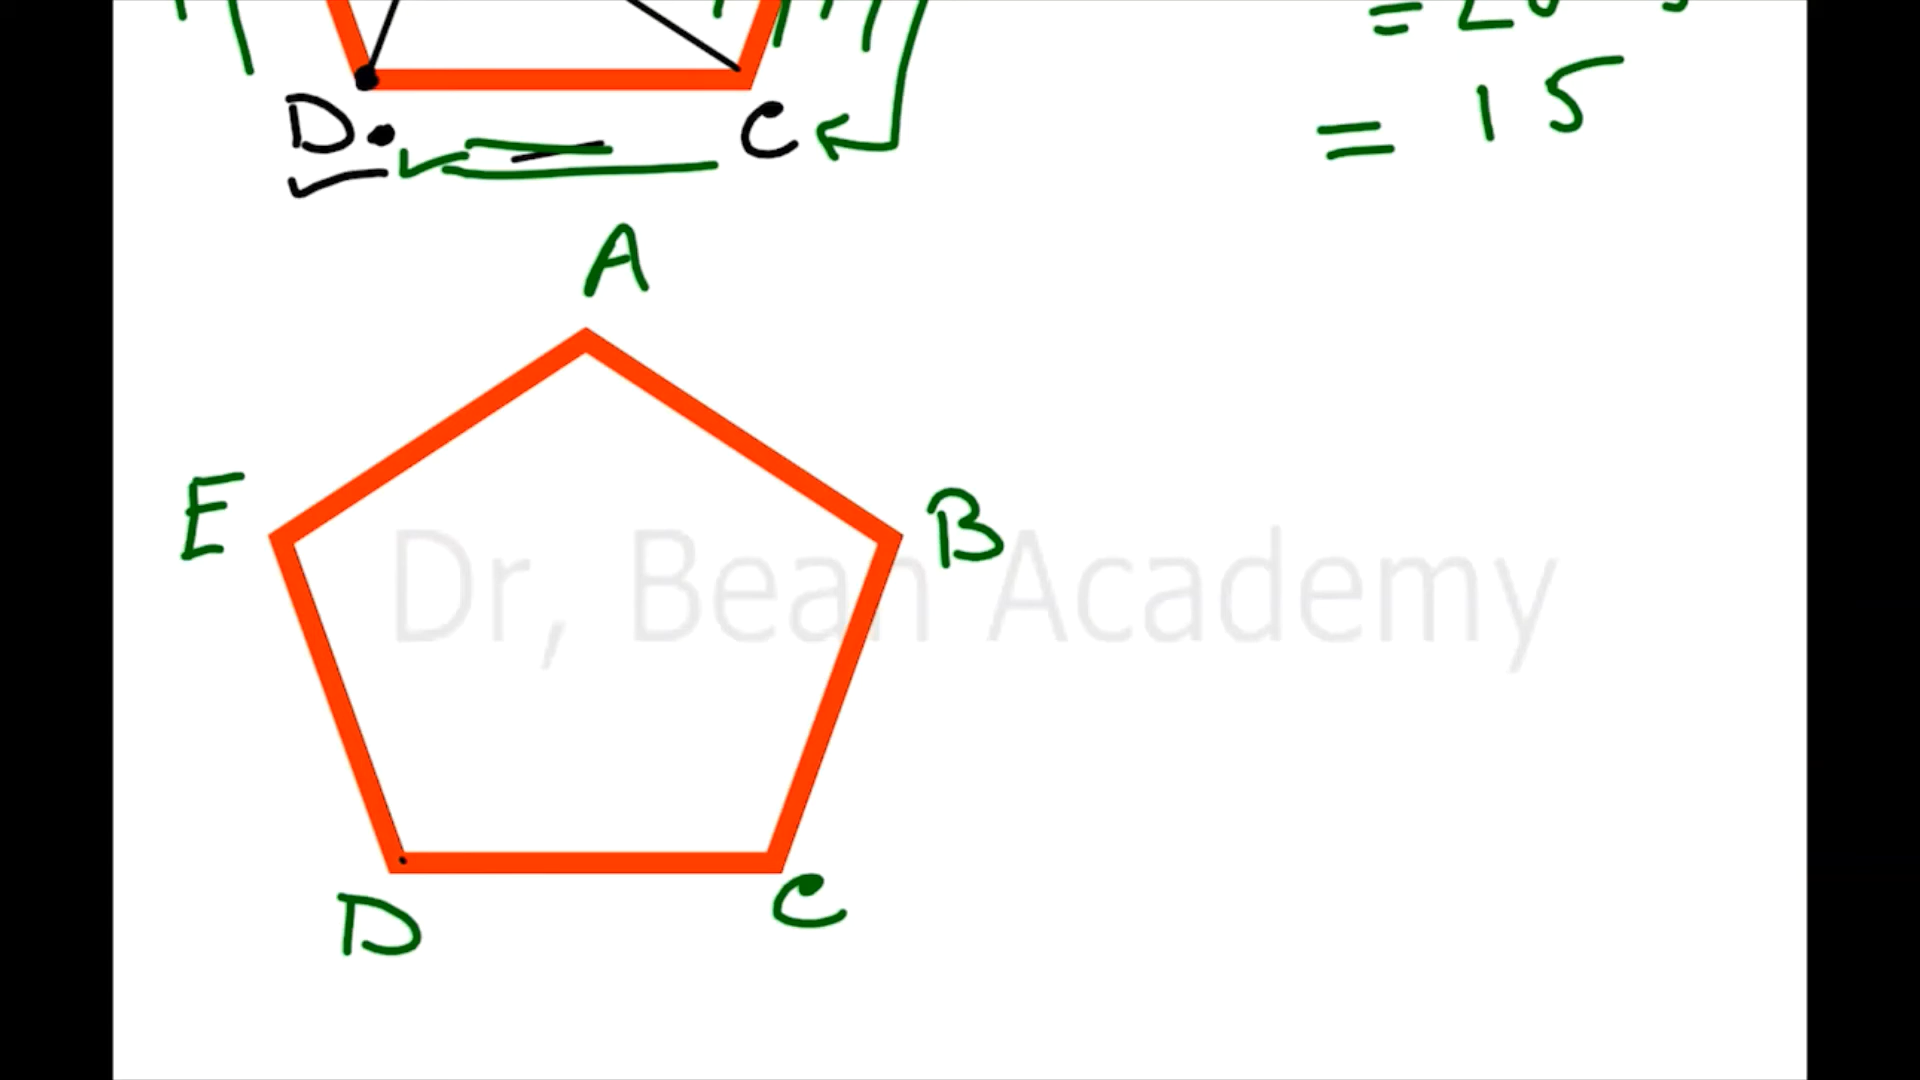 = 15
D C
A
E B
Dr, Bean Academy
D C